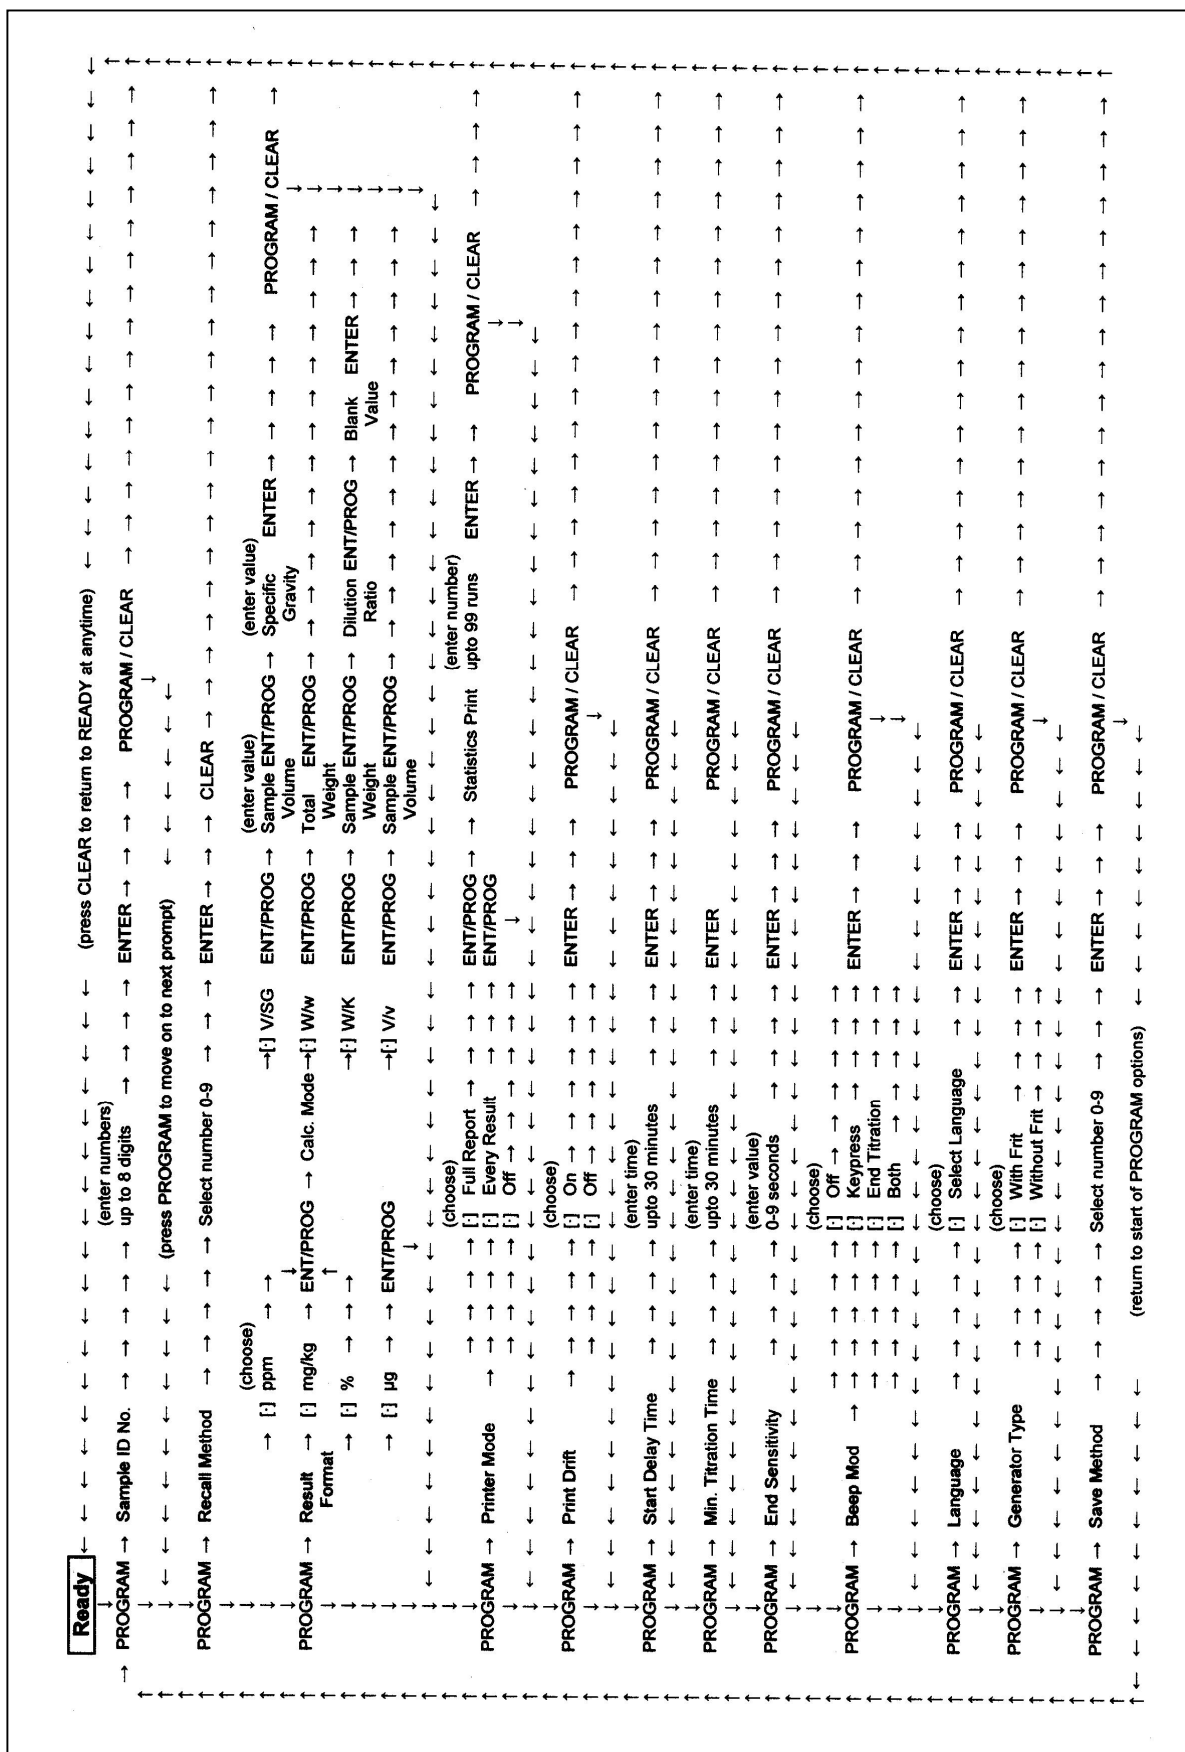 Ready (press CLEAR to return to READY at anytime)
(enter numbers)
PROGRAM Sample ID No. up to 8 digits ENTER PROGRAM / CLEAR
(press PROGRAM to move on to next prompt)
PROGRAM Recall Method Select number 0-9 ENTER CLEAR
(choose) (enter value) (enter value)
[·] ppm [·] V/SG ENT/PROG Sample ENT/PROG Specific ENTER PROGRAM / CLEAR
Volume Gravity
PROGRAM Result [·] mg/kg ENT/PROG Calc. Mode [·] W/w ENT/PROG Total ENT/PROG
Format Weight
[·] % [·] W/K ENT/PROG Sample ENT/PROG Dilution ENT/PROG Blank ENTER
Weight Ratio Value
[·] µg ENT/PROG [·] V/v ENT/PROG Sample ENT/PROG
Volume
(choose) (enter number)
[·] Full Report ENT/PROG Statistics Print upto 99 runs ENTER PROGRAM / CLEAR
PROGRAM Printer Mode [·] Every Result ENT/PROG
[·] Off
(choose)
PROGRAM Print Drift [·] On ENTER PROGRAM / CLEAR
[·] Off
(enter time)
PROGRAM Start Delay Time upto 30 minutes ENTER PROGRAM / CLEAR
(enter time)
PROGRAM Min. Titration Time upto 30 minutes ENTER PROGRAM / CLEAR
(enter value)
PROGRAM End Sensitivity 0-9 seconds ENTER PROGRAM / CLEAR
(choose)
[·] Off
PROGRAM Beep Mod [·] Keypress ENTER PROGRAM / CLEAR
[·] End Titration
[·] Both
(choose)
PROGRAM Language [·] Select Language ENTER PROGRAM / CLEAR
(choose)
PROGRAM Generator Type [·] With Frit ENTER PROGRAM / CLEAR
[·] Without Frit
PROGRAM Save Method Select number 0-9 ENTER PROGRAM / CLEAR
(return to start of PROGRAM options)